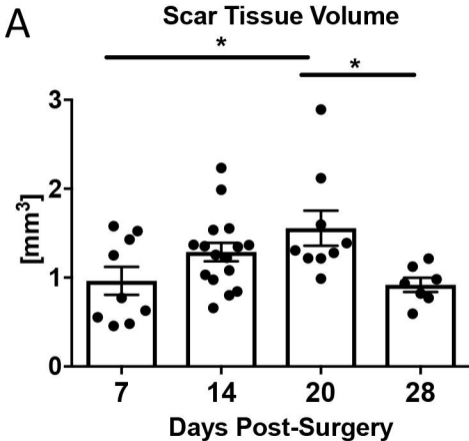 A
Scar Tissue Volume
*
*
[mm³]
3
2
1
0
7 14 20 28
Days Post-Surgery